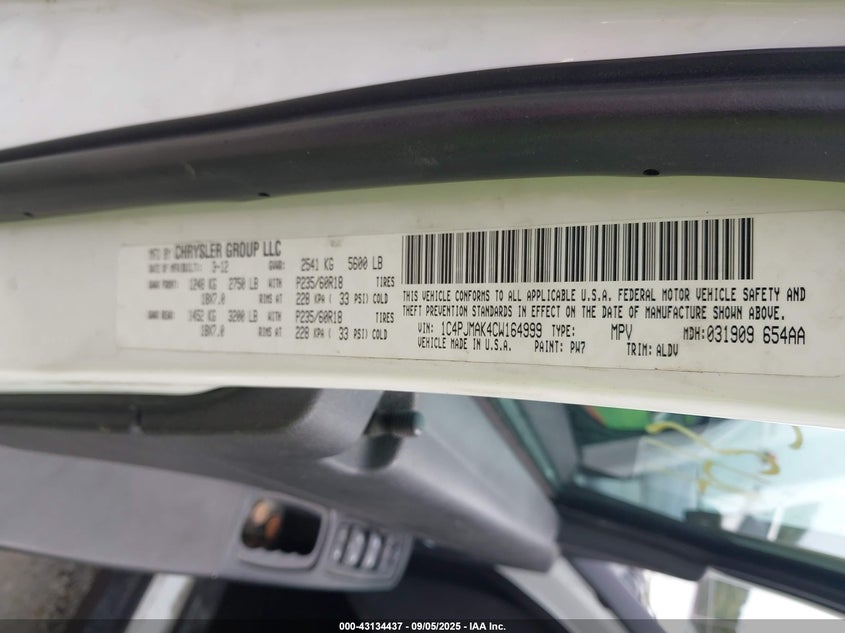 MFD BY CHRYSLER GROUP LLC
DATE OF MFR(BUILT): 3-12 GVWR: 2541 KG 5600 LB
GAWR FRONT: 1248 KG 2750 LB WITH P235/60R18 TIRES
18X7.0 RIMS AT 228 KPA ( 33 PSI) COLD
GAWR REAR: 1452 KG 3200 LB WITH P235/60R18 TIRES
18X7.0 RIMS AT 228 KPA ( 33 PSI) COLD
THIS VEHICLE CONFORMS TO ALL APPLICABLE U.S.A. FEDERAL MOTOR VEHICLE SAFETY AND
THEFT PREVENTION STANDARDS IN EFFECT ON THE DATE OF MANUFACTURE SHOWN ABOVE.
VIN: 1C4PJMAK4CW164999 TYPE: MPV MDH:031909 654AA
VEHICLE MADE IN U.S.A. PAINT: PW7 TRIM: ALDV
000-43134437 - 09/05/2025 - IAA Inc.